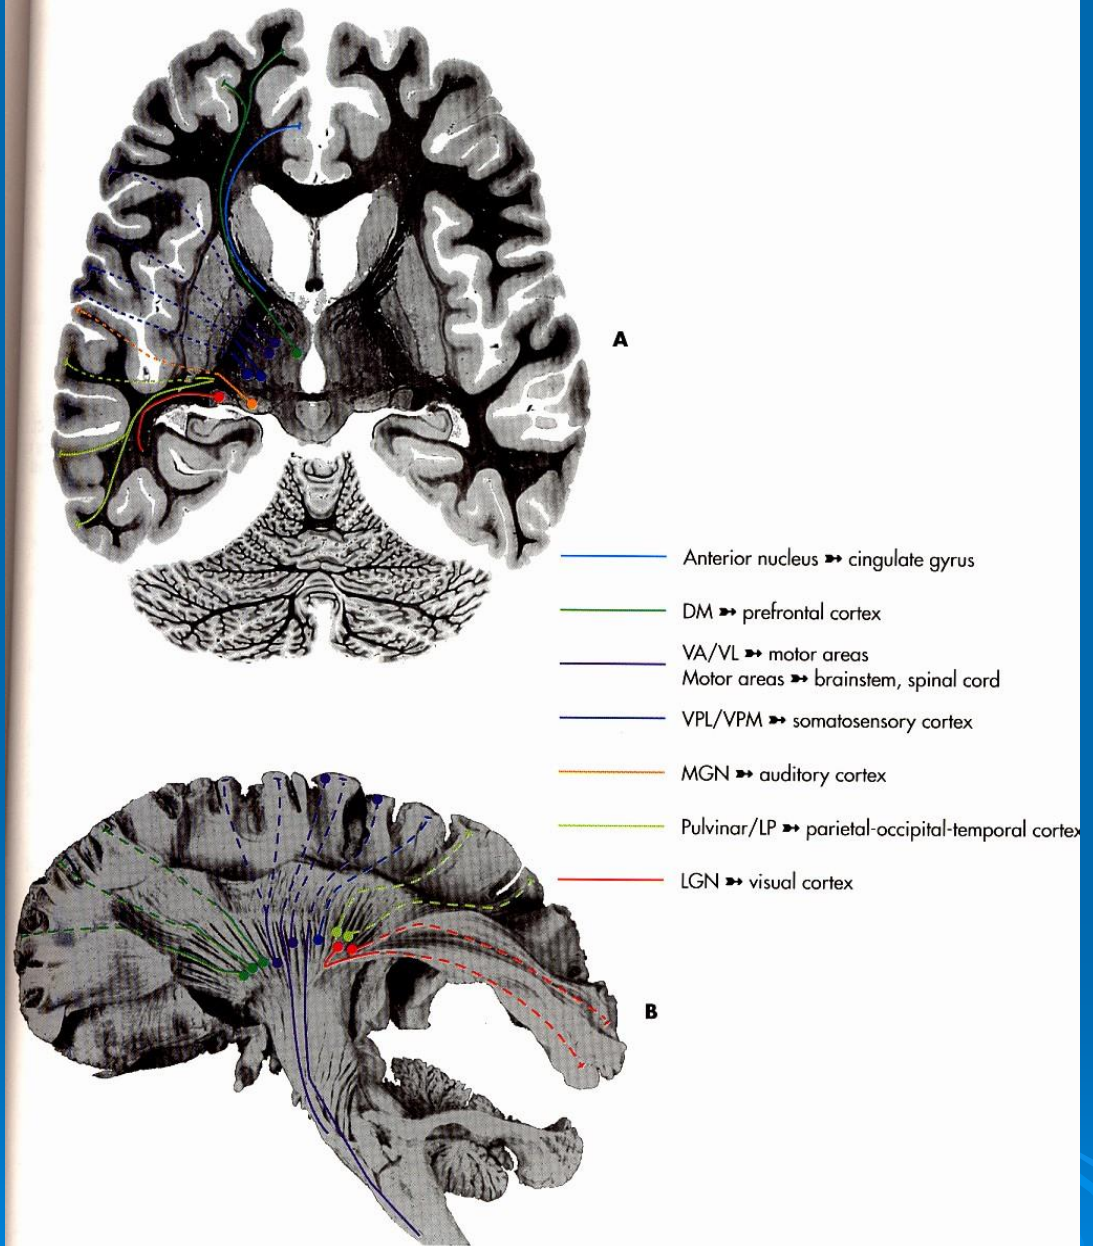 A
Anterior nucleus ➳ cingulate gyrus
DM ➳ prefrontal cortex
VA/VL ➳ motor areas
Motor areas ➳ brainstem, spinal cord
VPL/VPM ➳ somatosensory cortex
MGN ➳ auditory cortex
Pulvinar/LP ➳ parietal-occipital-temporal cortex
LGN ➳ visual cortex
B